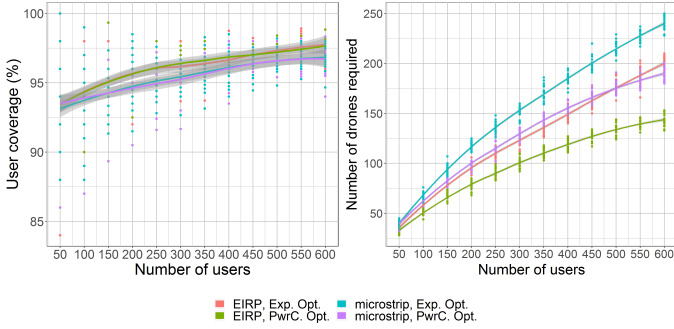 User coverage (%)
100
95
90
85
50 100 150 200 250 300 350 400 450 500 550 600
Number of users
Number of drones required
250
200
150
100
50
50 100 150 200 250 300 350 400 450 500 550 600
Number of users
EIRP, Exp. Opt. microstrip, Exp. Opt.
EIRP, PwrC. Opt. microstrip, PwrC. Opt.